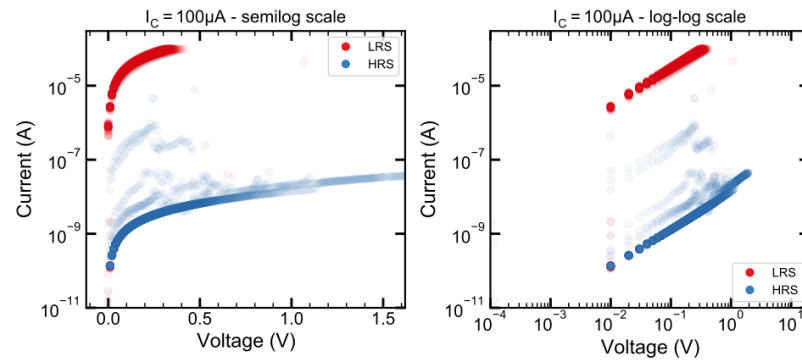 I_C = 100μA - semilog scale
Current (A)
10⁻⁵
10⁻⁷
10⁻⁹
10⁻¹¹
LRS
HRS
0.0 0.5 1.0 1.5
Voltage (V)
I_C = 100μA - log-log scale
Current (A)
10⁻⁵
10⁻⁷
10⁻⁹
10⁻¹¹
LRS
HRS
10⁻⁴ 10⁻³ 10⁻² 10⁻¹ 10⁰ 10¹
Voltage (V)